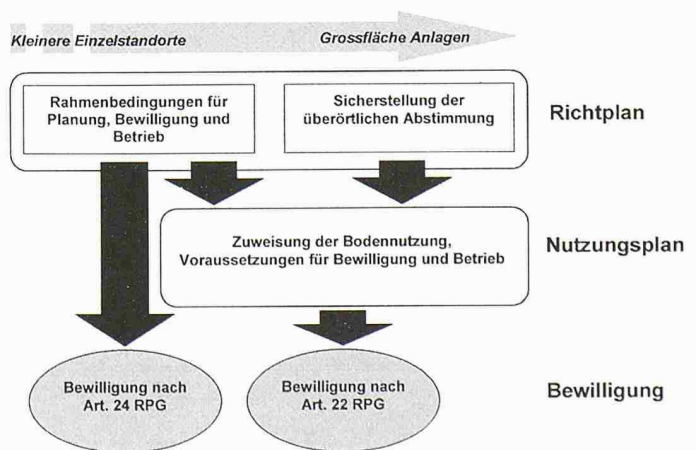 Kleinere Einzelstandorte
Grossfläche Anlagen
Rahmenbedingungen für
Planung, Bewilligung und
Betrieb
Sicherstellung der
überörtlichen Abstimmung
Richtplan
Zuweisung der Bodennutzung,
Voraussetzungen für Bewilligung und Betrieb
Nutzungsplan
Bewilligung nach
Art. 24 RPG
Bewilligung nach
Art. 22 RPG
Bewilligung